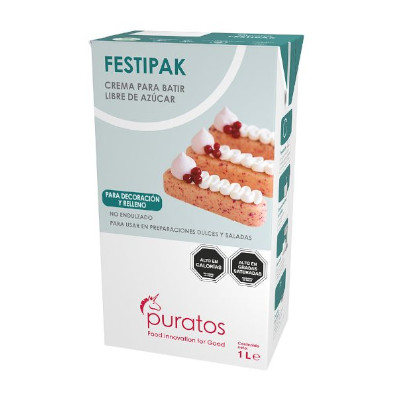 FESTIPAK
CREMA PARA BATIR
LIBRE DE AZÚCAR
PARA DECORACIÓN
Y RELLENO
NO ENDULZADO
PARA USAR EN PREPARACIONES DULCES Y SALADAS
ALTO EN
CALORÍAS
ALTO EN
GRASAS
SATURADAS
puratos
Food Innovation for Good
1 L e